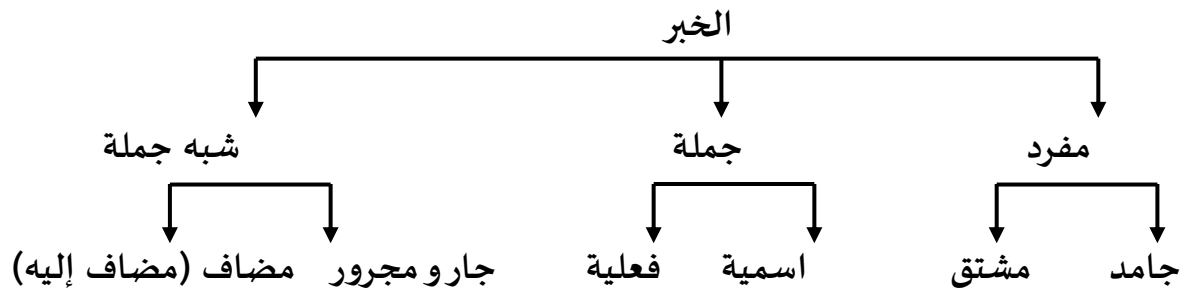 الخبر
مفرد جملة شبه جملة
جامد مشتق اسمية فعلية جار و مجرور مضاف (مضاف إليه)